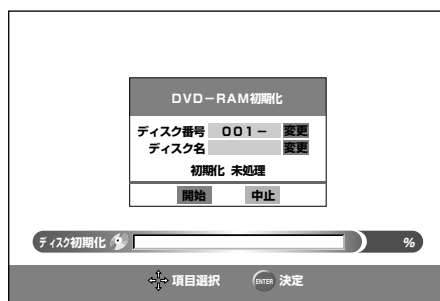 DVD－RAM初期化
ディスク番号 001－ 変更
ディスク名 変更
初期化 未処理
開始 中止
ディスク初期化 %
項目選択 ENTER 決定